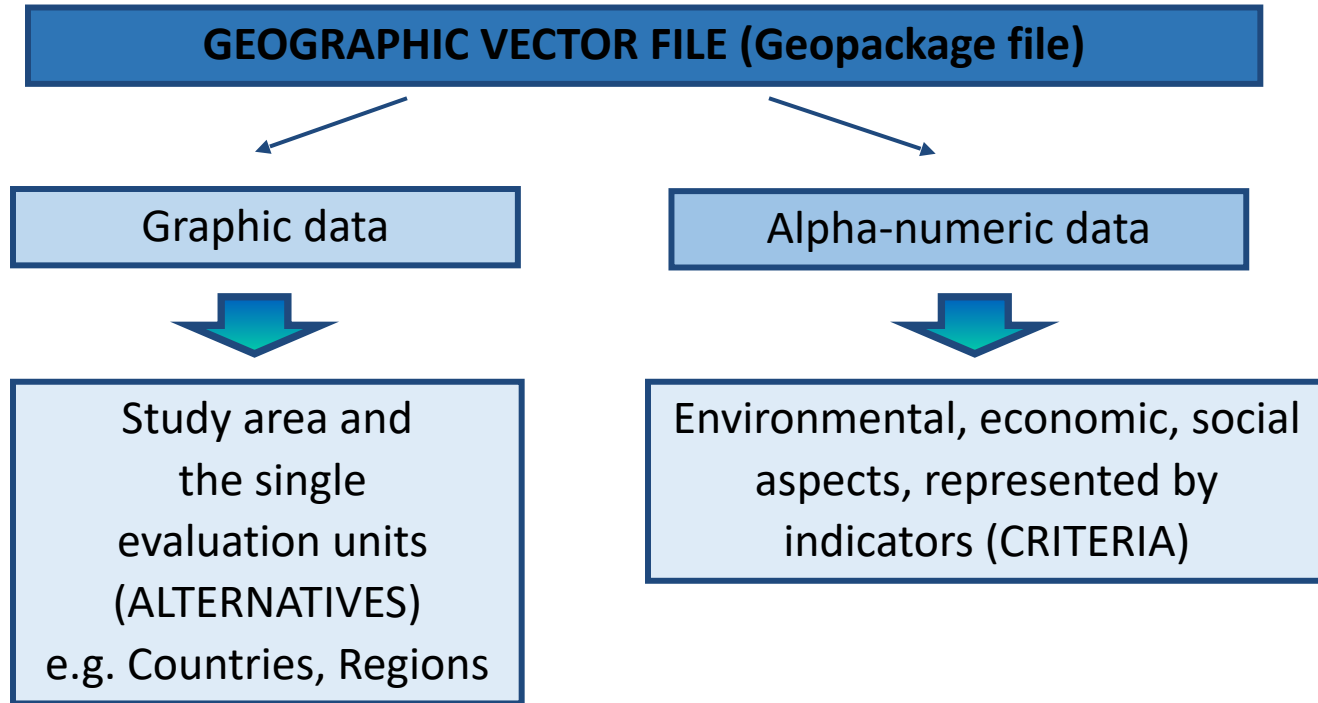 GEOGRAPHIC VECTOR FILE (Geopackage file)
Graphic data
Alpha-numeric data
Study area and
the single
evaluation units
(ALTERNATIVES)
e.g. Countries, Regions
Environmental, economic, social
aspects, represented by
indicators (CRITERIA)